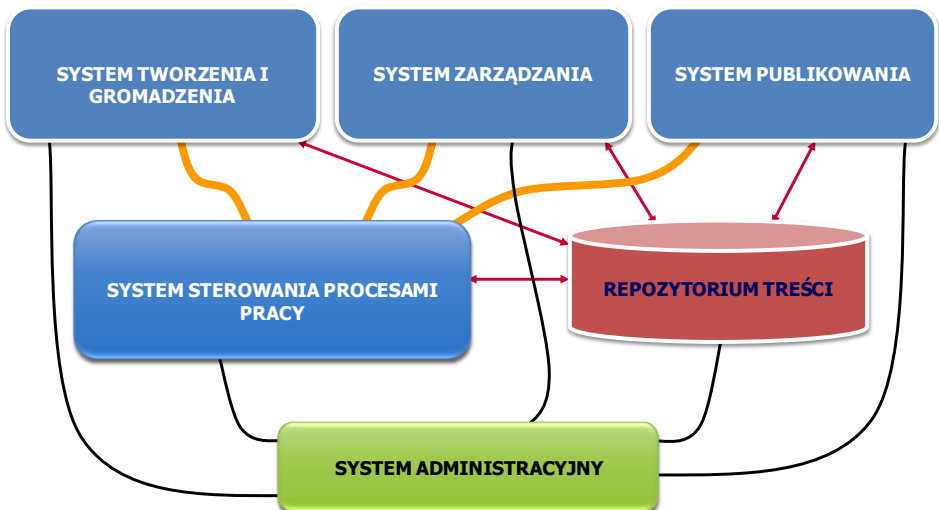 SYSTEM TWORZENIA I
GROMADZENIA
SYSTEM ZARZĄDZANIA
SYSTEM PUBLIKOWANIA
SYSTEM STEROWANIA PROCESAMI
PRACY
REPOZYTORIUM TREŚCI
SYSTEM ADMINISTRACYJNY